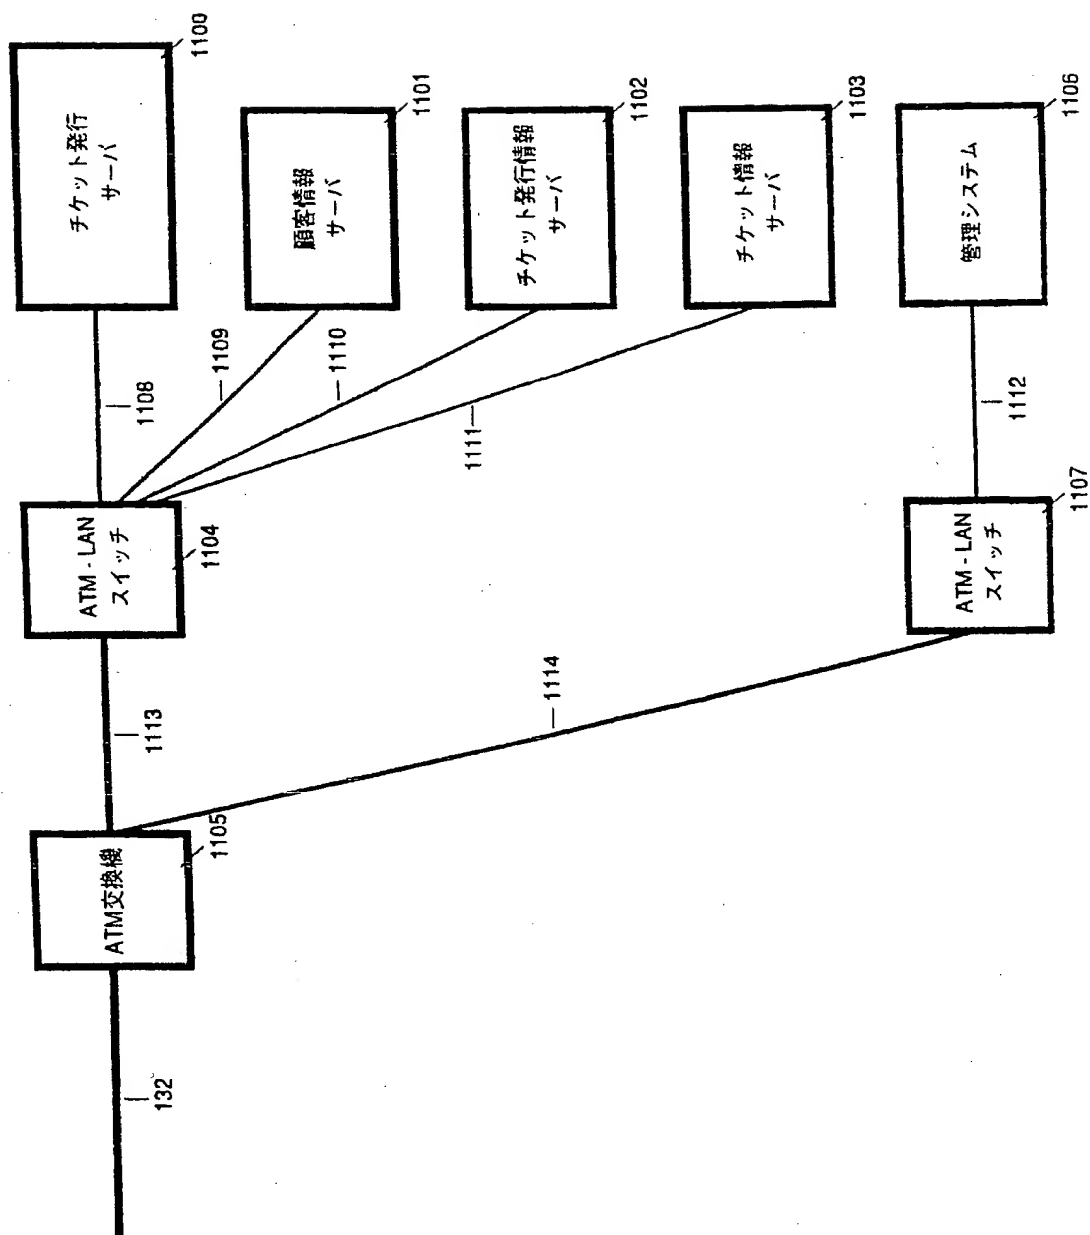 チケット発行
サーバ
1100
顧客情報
サーバ
1101
チケット発行情報
サーバ
1102
チケット情報
サーバ
1103
管理システム
1106
1108
1109
1110
1111
1112
ATM-LAN
スイッチ
1104
ATM-LAN
スイッチ
1107
1113
1114
ATM交換機
1105
132